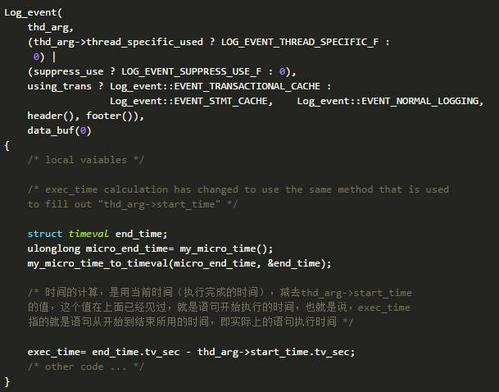 Log_event(
thd_arg,
(thd_arg->thread_specific_used ? LOG_EVENT_THREAD_SPECIFIC_F :
0) |
(suppress_use ? LOG_EVENT_SUPPRESS_USE_F : 0),
using_trans ? Log_event::EVENT_TRANSACTIONAL_CACHE :
Log_event::EVENT_STMT_CACHE, Log_event::EVENT_NORMAL_LOGGING,
header(), footer()),
data_buf(0)
{
/* local vaiables */
/* exec_time calculation has changed to use the same method that is used
to fill out "thd_arg->start_time" */
struct timeval end_time;
ulonglong micro_end_time= my_micro_time();
my_micro_time_to_timeval(micro_end_time, &end_time);
/* 时间的计算，是用当前时间（执行完成的时间），减去thd_arg->start_time
的值，这个值在上面已经见过，就是语句开始执行的时间，也就是说，exec_time
指的就是语句从开始到结束所用的时间，即实际上的语句执行时间 */
exec_time= end_time.tv_sec - thd_arg->start_time.tv_sec;
/* other code ... */
}